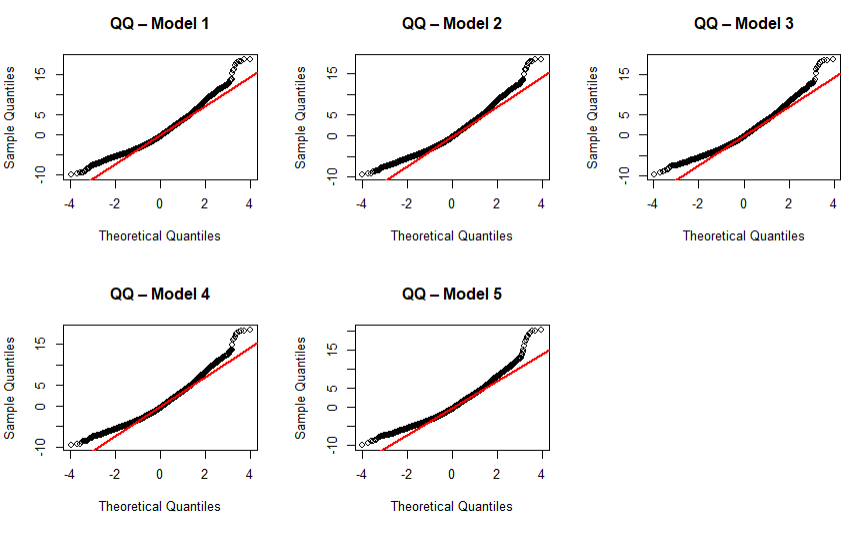 QQ – Model 1
Sample Quantiles
-10 0 5 15
-4 -2 0 2 4
Theoretical Quantiles
QQ – Model 2
Sample Quantiles
-10 0 5 15
-4 -2 0 2 4
Theoretical Quantiles
QQ – Model 3
Sample Quantiles
-10 0 5 15
-4 -2 0 2 4
Theoretical Quantiles
QQ – Model 4
Sample Quantiles
-10 0 5 15
-4 -2 0 2 4
Theoretical Quantiles
QQ – Model 5
Sample Quantiles
-10 0 5 15
-4 -2 0 2 4
Theoretical Quantiles